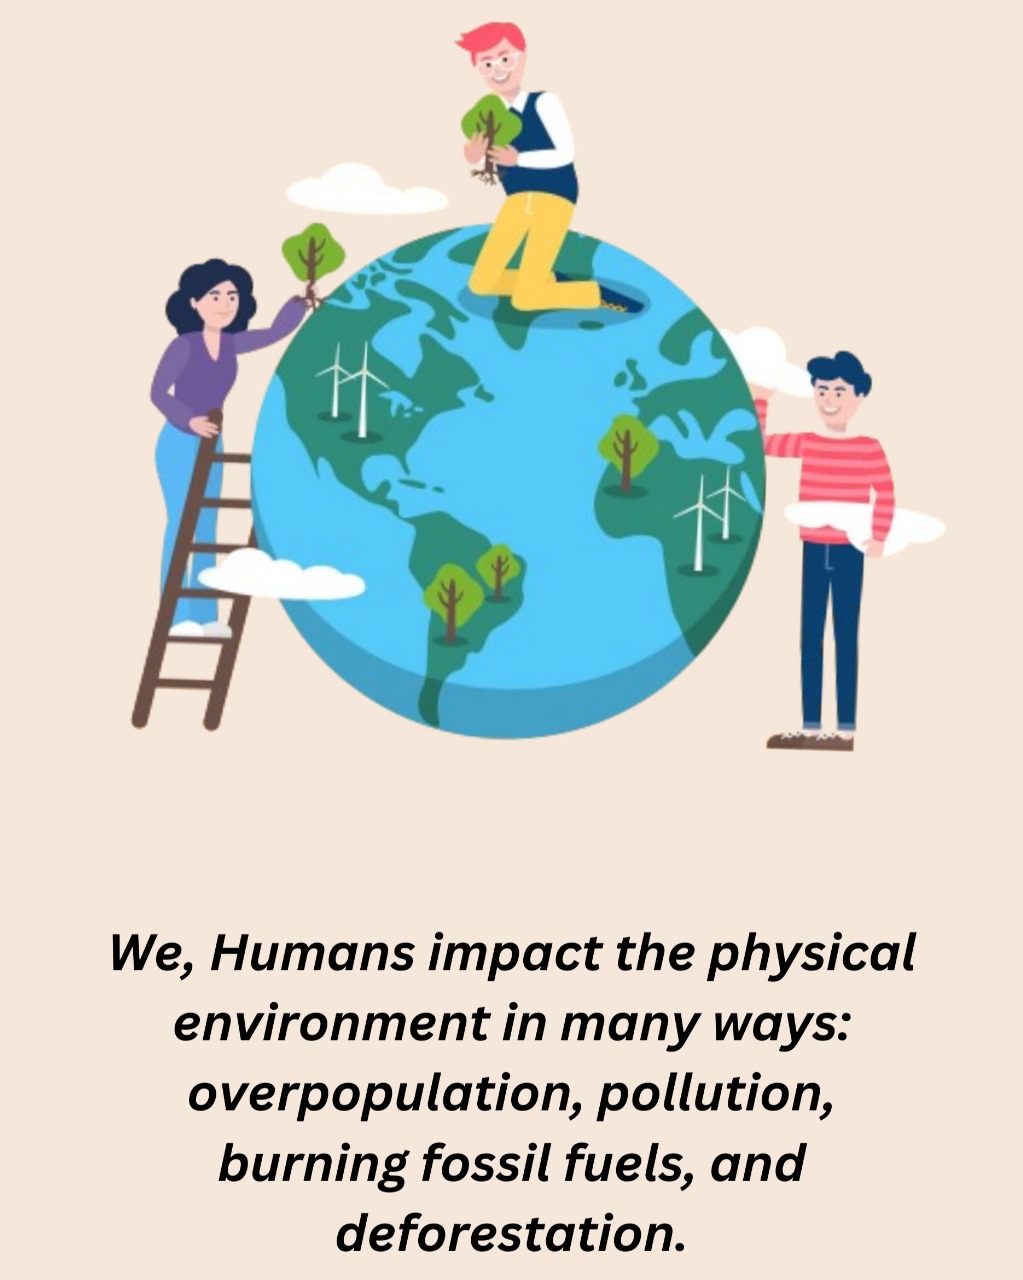 We, Humans impact the physical
environment in many ways:
overpopulation, pollution,
burning fossil fuels, and
deforestation.